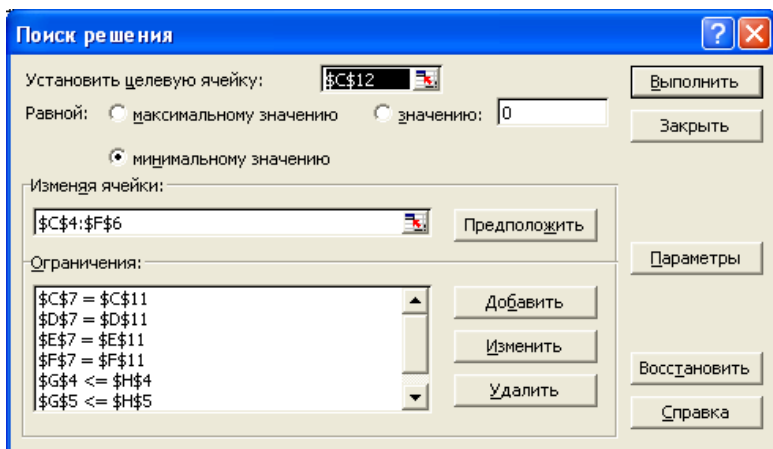 Поиск решения
Установить целевую ячейку: $C$12
Выполнить
Равной: максимальному значению значению: 0
Закрыть
минимальному значению
Изменяя ячейки:
$C$4:$F$6
Предположить
Параметры
Ограничения:
$C$7 = $C$11
$D$7 = $D$11
$E$7 = $E$11
$F$7 = $F$11
$G$4 <= $H$4
$G$5 <= $H$5
Добавить
Изменить
Удалить
Восстановить
Справка